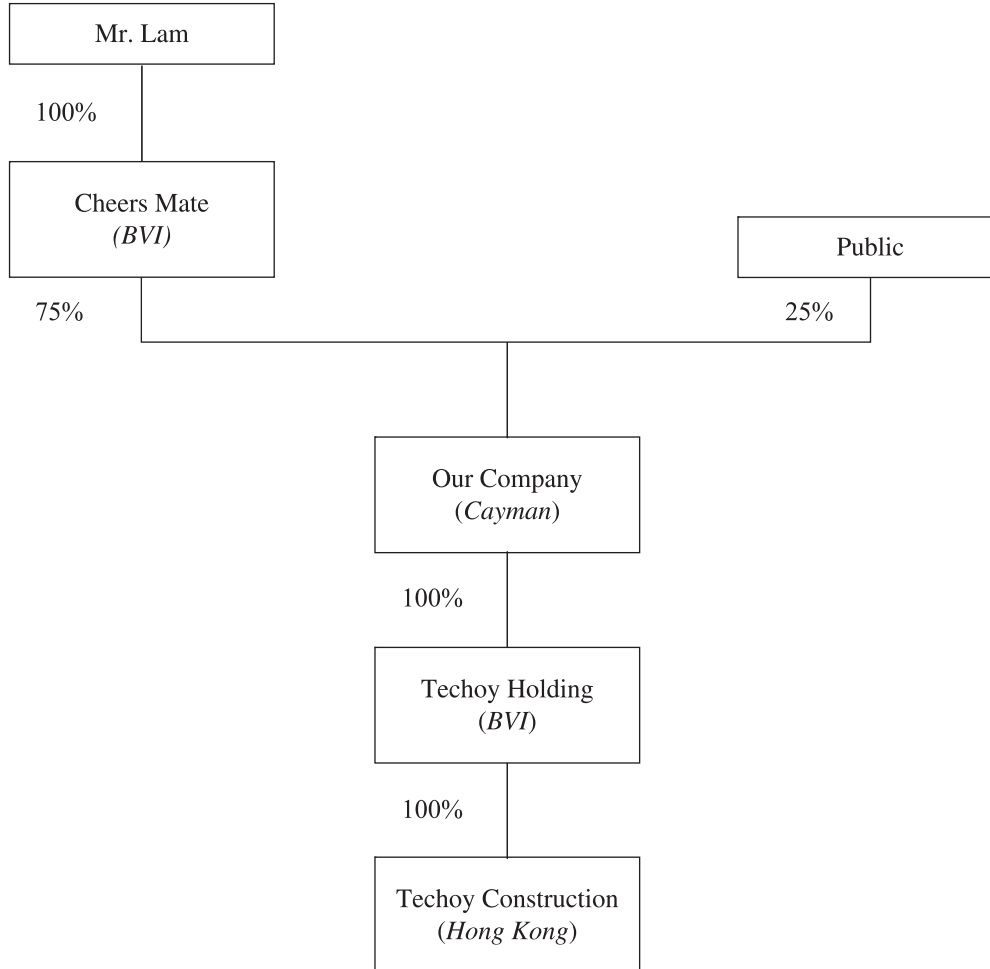 Mr. Lam
100%
Cheers Mate
(BVI)
Public
75%
25%
Our Company
(Cayman)
100%
Techoy Holding
(BVI)
100%
Techoy Construction
(Hong Kong)